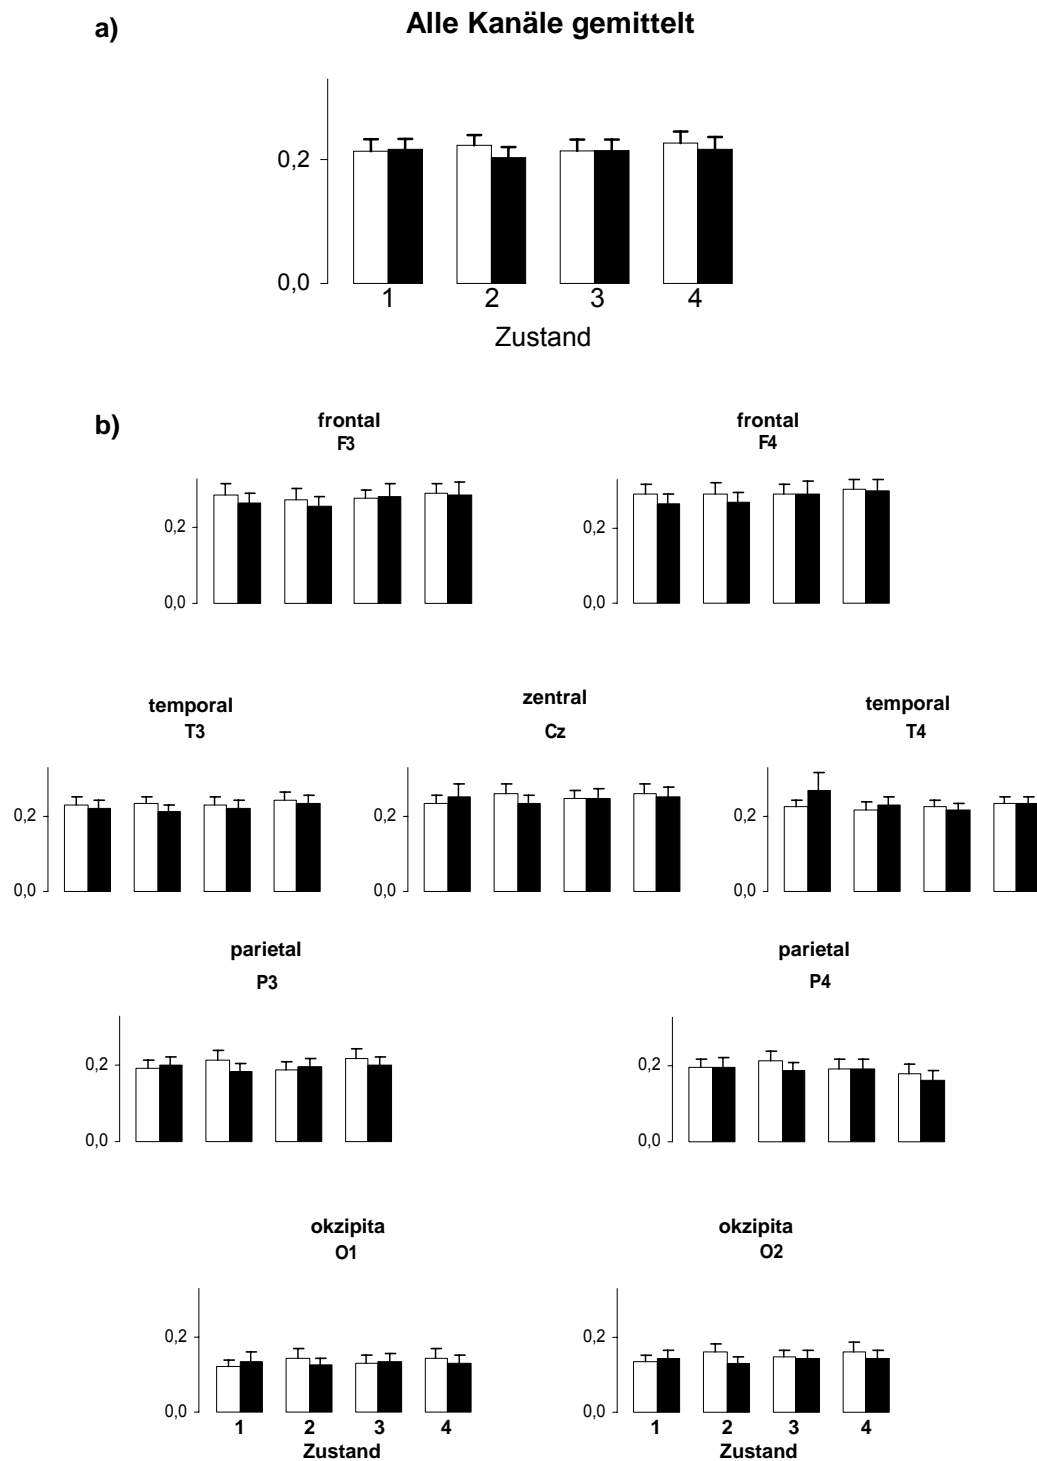 a)
Alle Kanäle gemittelt
0,2
0,0
1 2 3 4
Zustand
b)
frontal
F3
frontal
F4
0,2
0,0
0,2
0,0
temporal
T3
zentral
Cz
temporal
T4
0,2
0,0
0,2
0,0
0,2
0,0
parietal
P3
parietal
P4
0,2
0,0
0,2
0,0
okzipita
O1
okzipita
O2
0,2
0,0
1 2 3 4
Zustand
0,2
0,0
1 2 3 4
Zustand